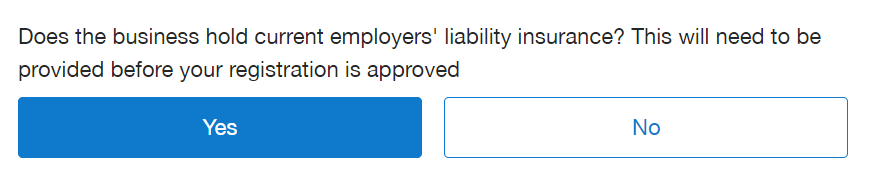 Does the business hold current employers' liability insurance? This will need to be
provided before your registration is approved
Yes
No